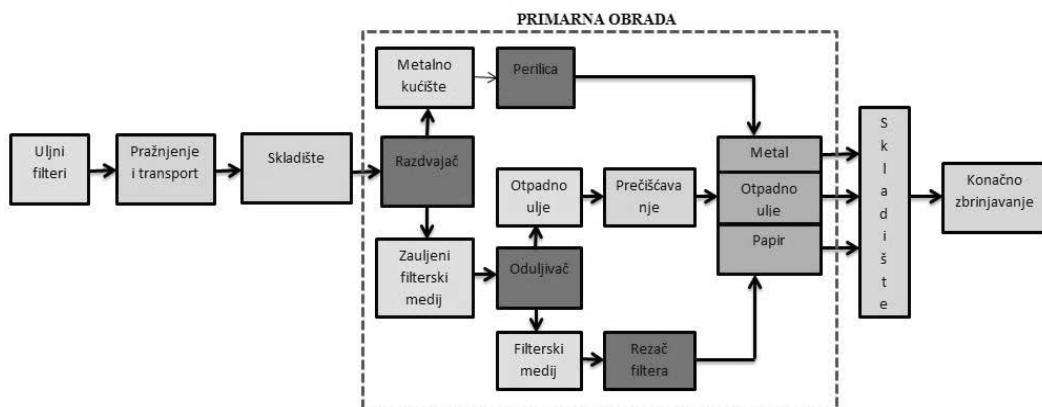 PRIMARNA OBRADA
Uljni
filteri
Pražnjenje
i transport
Skladište
Razdvajač
Metalno
kućište
Perilica
Zauljeni
filterski
medij
Oduljivač
Otpadno
ulje
Prečišćava
nje
Filterski
medij
Rezač
filtera
Metal
Otpadno
ulje
Papir
S
k
l
a
d
i
š
t
e
Konačno
zbrinjavanje